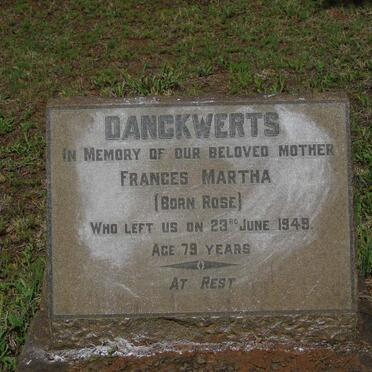 DANCKWERTS
IN MEMORY OF OUR BELOVED MOTHER
FRANCES MARTHA
(BORN ROSE)
WHO LEFT US ON 23RD JUNE 1949.
AGE 79 YEARS
AT REST